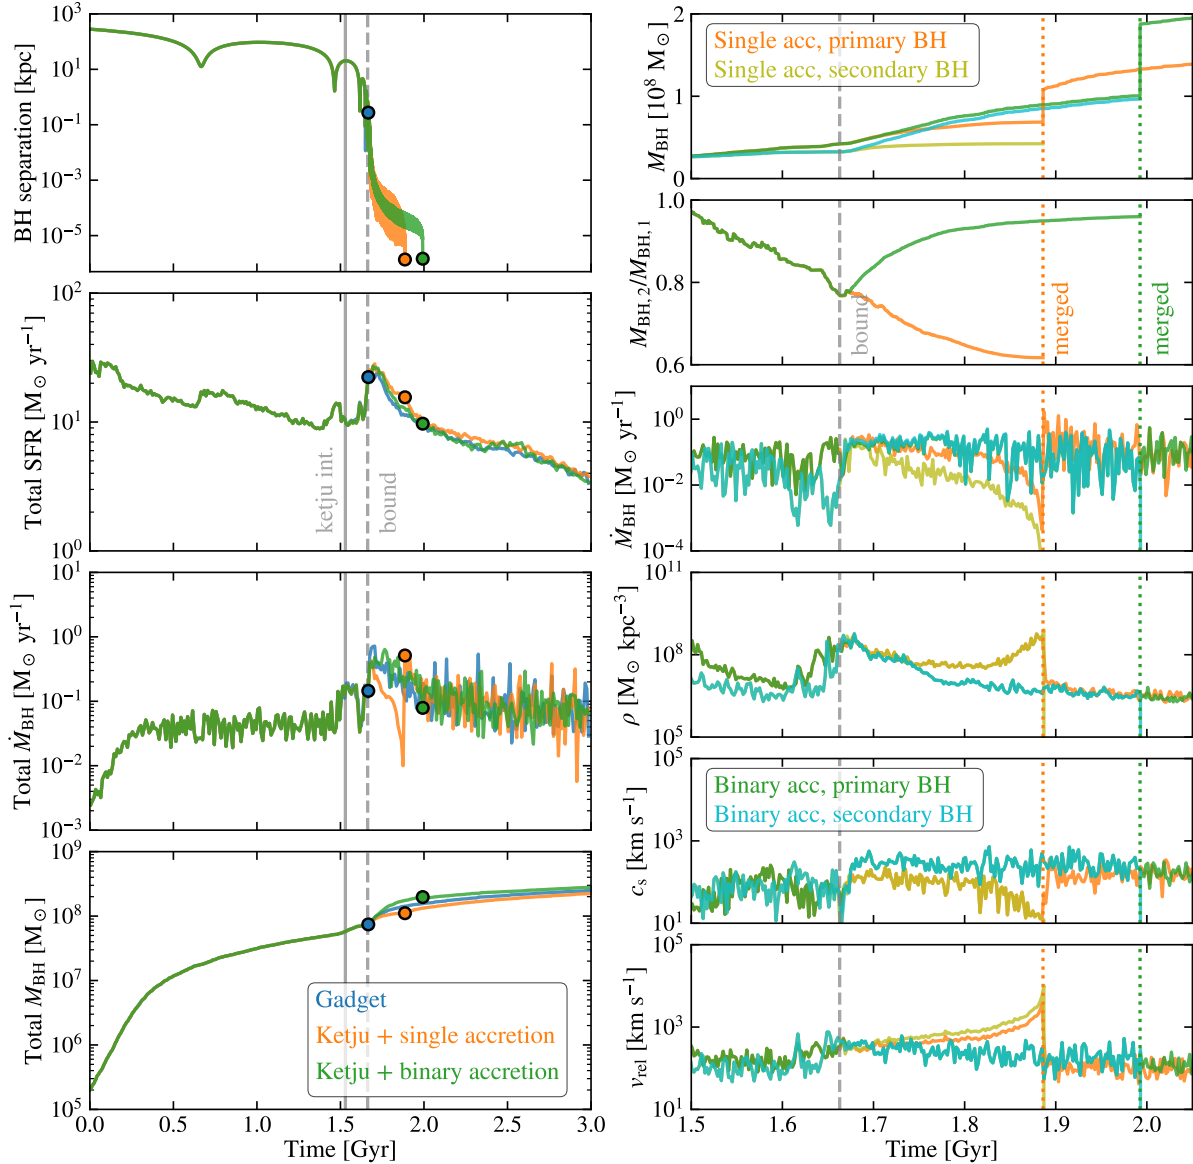 10³
10¹
10⁻¹
10⁻³
10⁻⁵
BH separation [kpc]
10²
10¹
10⁰
Total SFR [M⊙ yr⁻¹]
ketju int.
bound
10¹
10⁰
10⁻¹
10⁻²
10⁻³
Total Ṁ_BH [M⊙ yr⁻¹]
10⁹
10⁸
10⁷
10⁶
10⁵
Total M_BH [M⊙]
Gadget
Ketju + single accretion
Ketju + binary accretion
0.0 0.5 1.0 1.5 2.0 2.5 3.0
Time [Gyr]
2
1
0
M_BH [10⁸ M⊙]
Single acc, primary BH
Single acc, secondary BH
1.0
0.8
0.6
M_BH,2/M_BH,1
bound
merged
merged
10⁰
10⁻²
10⁻⁴
Ṁ_BH [M⊙ yr⁻¹]
10¹¹
10⁸
10⁵
ρ [M⊙ kpc⁻³]
10⁵
10³
10¹
c_s [km s⁻¹]
Binary acc, primary BH
Binary acc, secondary BH
10⁵
10³
10¹
v_rel [km s⁻¹]
1.5 1.6 1.7 1.8 1.9 2.0
Time [Gyr]